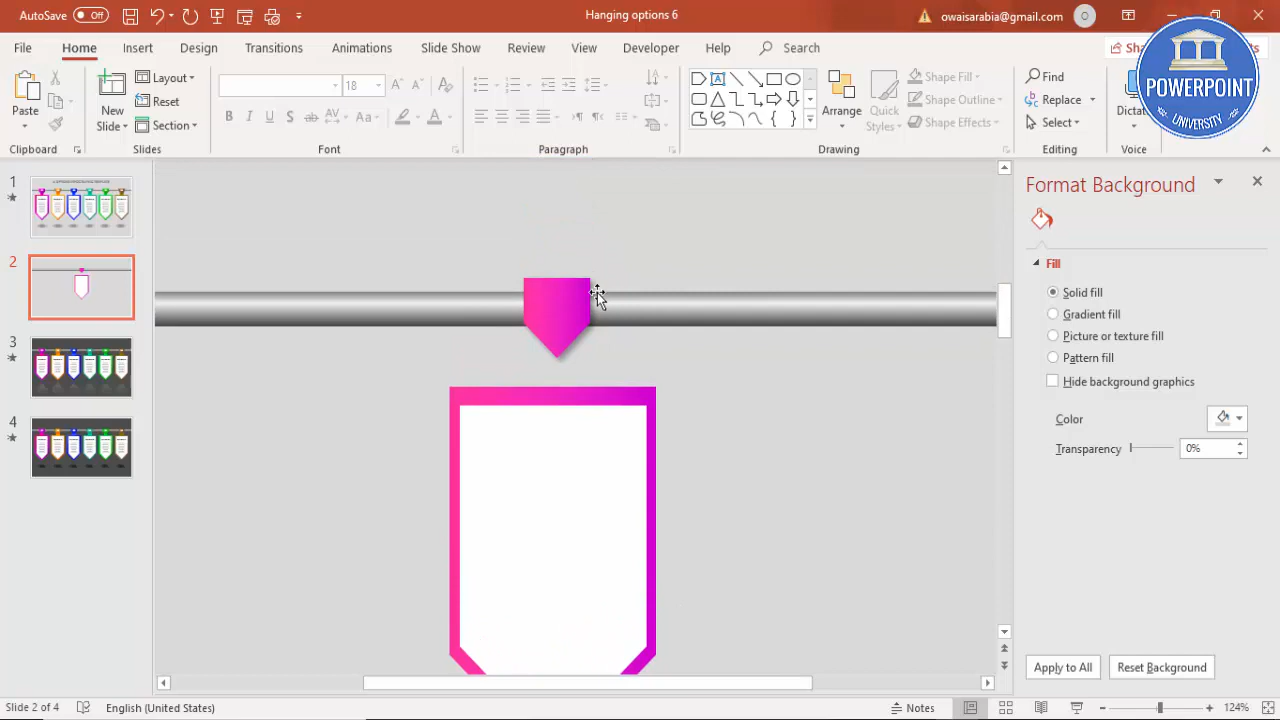 AutoSave Off Hanging options 6 owaisarabia@gmail.com O
File Home Insert Design Transitions Animations Slide Show Review View Developer Help Search
Paste
New Slide
Layout
Reset
Section
18
Arrange
Quick Styles
Shape Fill
Shape Outline
Shape Effects
Find
Replace
Select
Clipboard Slides Font Paragraph Drawing Editing Voice
POWERPOINT
UNIVERSITY
1
2
3
4
Format Background
Fill
Solid fill
Gradient fill
Picture or texture fill
Pattern fill
Hide background graphics
Color
Transparency 0%
Apply to All Reset Background
Slide 2 of 4 English (United States) Notes 124%